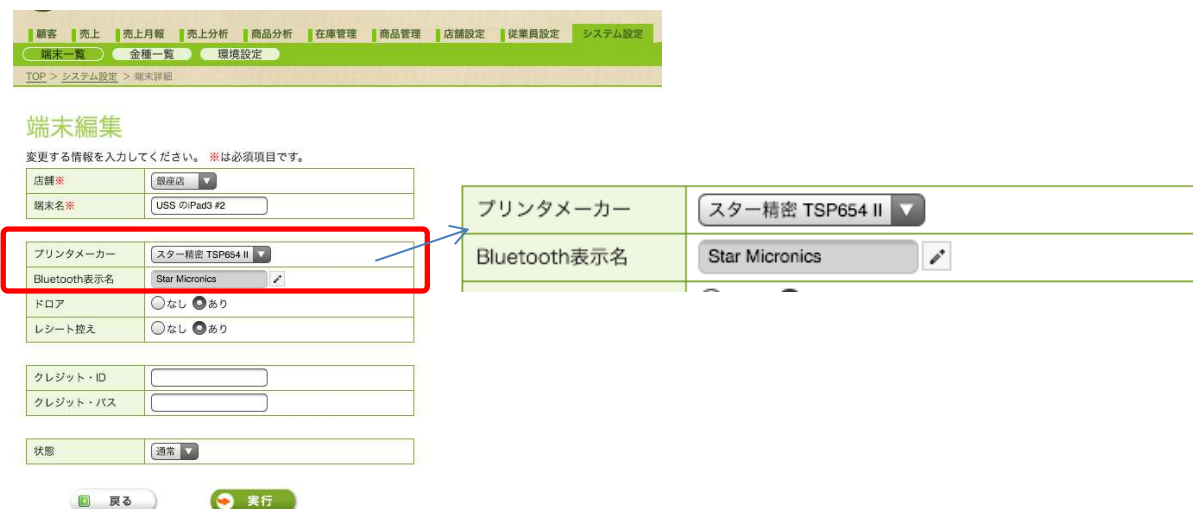 顧客 売上 売上月報 売上分析 商品分析 在庫管理 商品管理 店舗設定 従業員設定 システム設定
端末一覧 金種一覧 環境設定
TOP > システム設定 > 端末詳細
端末編集
変更する情報を入力してください。 ※は必須項目です。
店舗※ 銀座店
端末名※ USS のiPad3 #2
プリンタメーカー スター精密 TSP654 II
Bluetooth表示名 Star Micronics
ドロア なし あり
レシート控え なし あり
クレジット・ID
クレジット・パス
状態 通常
戻る 実行
プリンタメーカー スター精密 TSP654 II
Bluetooth表示名 Star Micronics